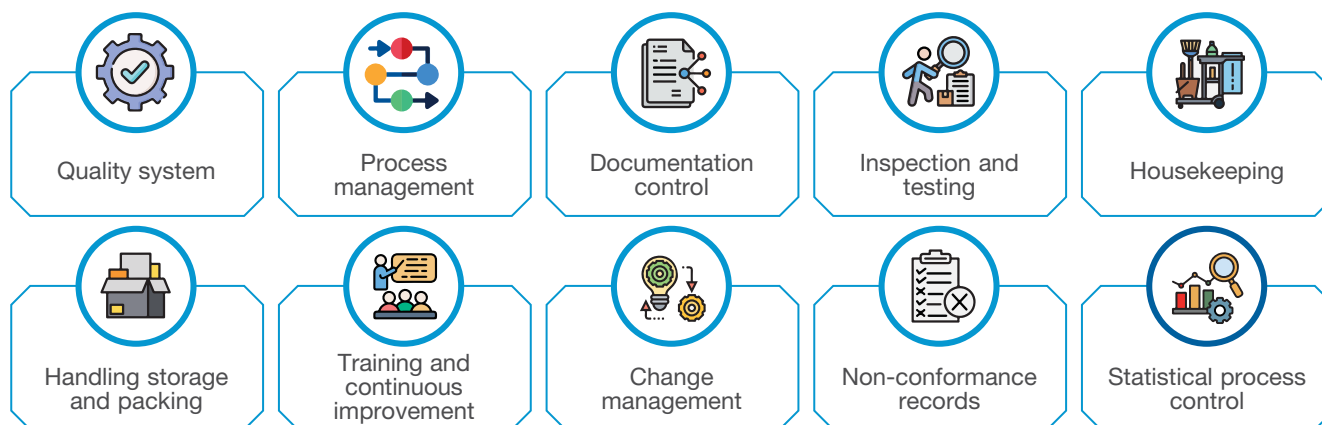 Quality system
Process
management
Documentation
control
Inspection and
testing
Housekeeping
Handling storage
and packing
Training and
continuous
improvement
Change
management
Non-conformance
records
Statistical process
control